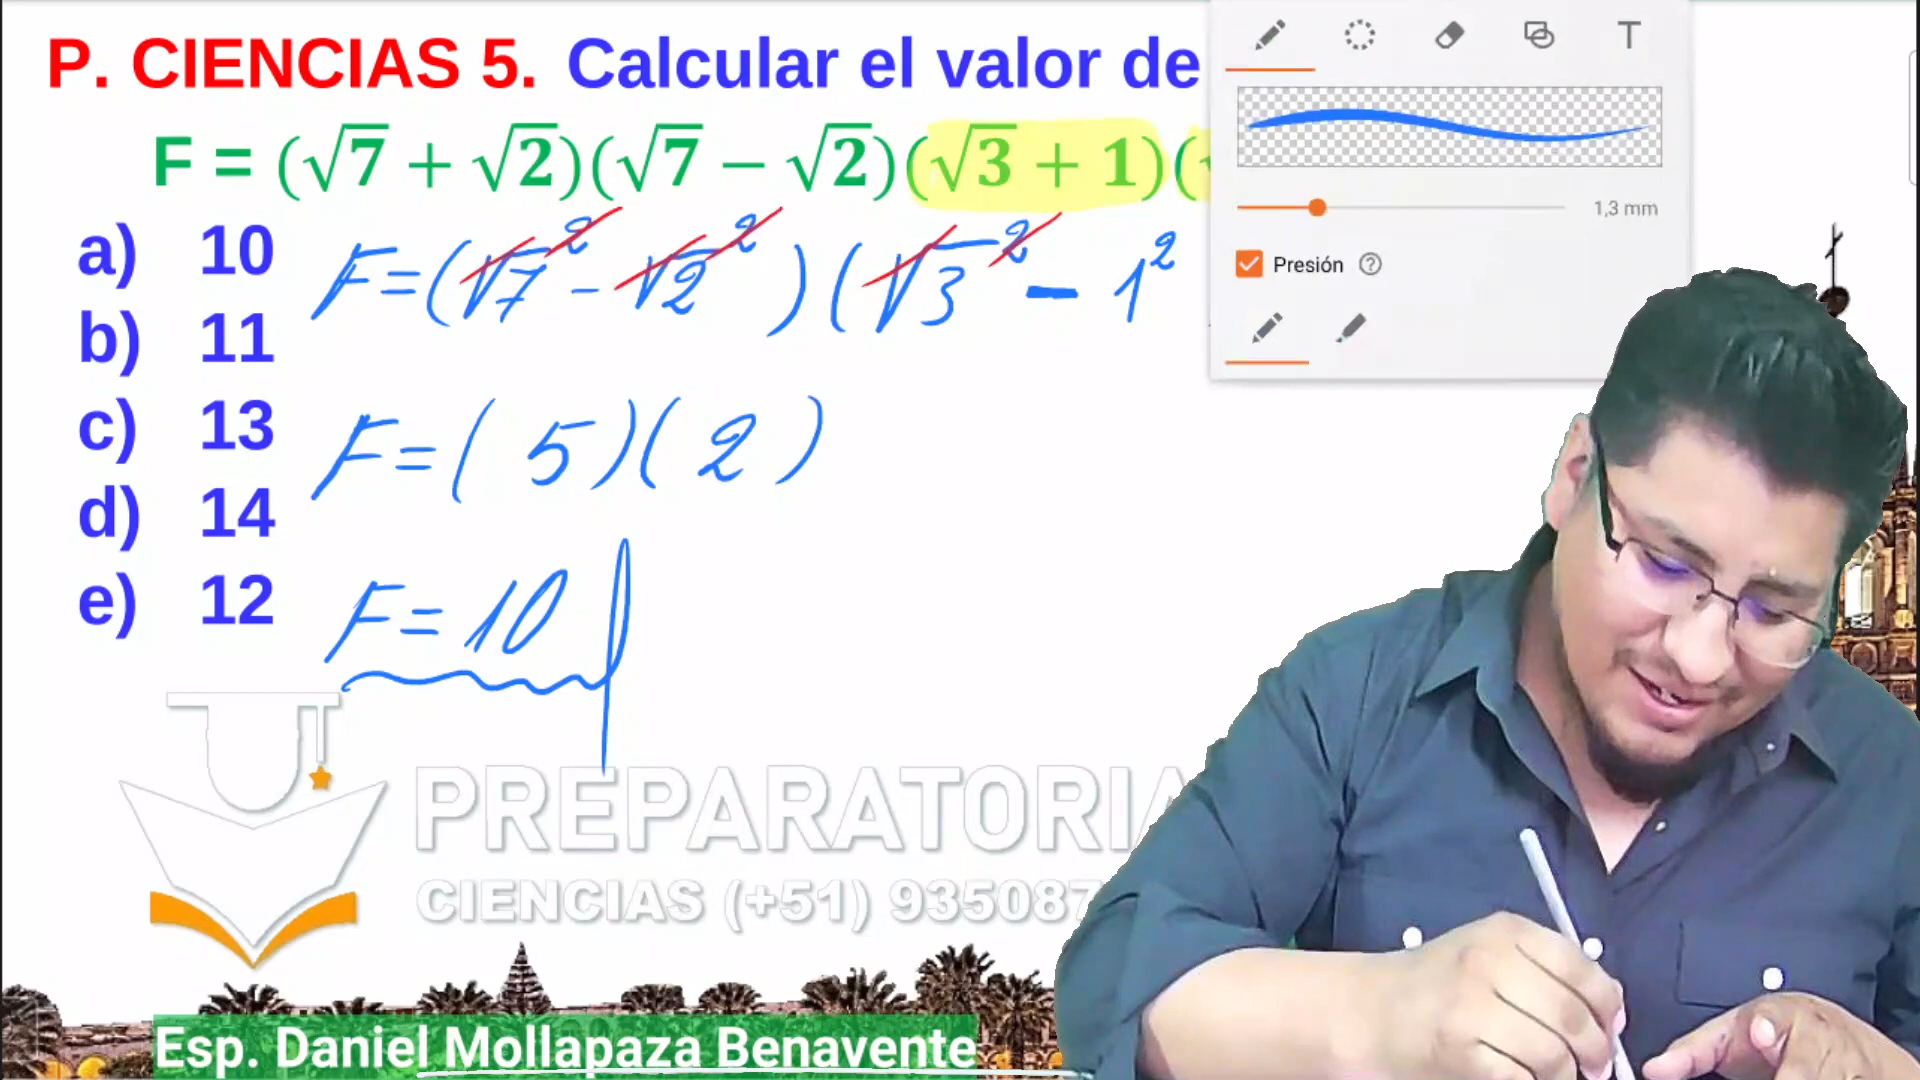 P. CIENCIAS 5. Calcular el valor de
F = (√7 + √2)(√7 − √2)(√3 + 1)(
a) 10
b) 11
c) 13
d) 14
e) 12
F=(√7² - √2²)(√3² - 1²
F=(5)(2)
F=10
T
1,3 mm
Presión ?
PREPARATORIA
CIENCIAS (+51) 935087
Esp. Daniel Mollapaza Benavente